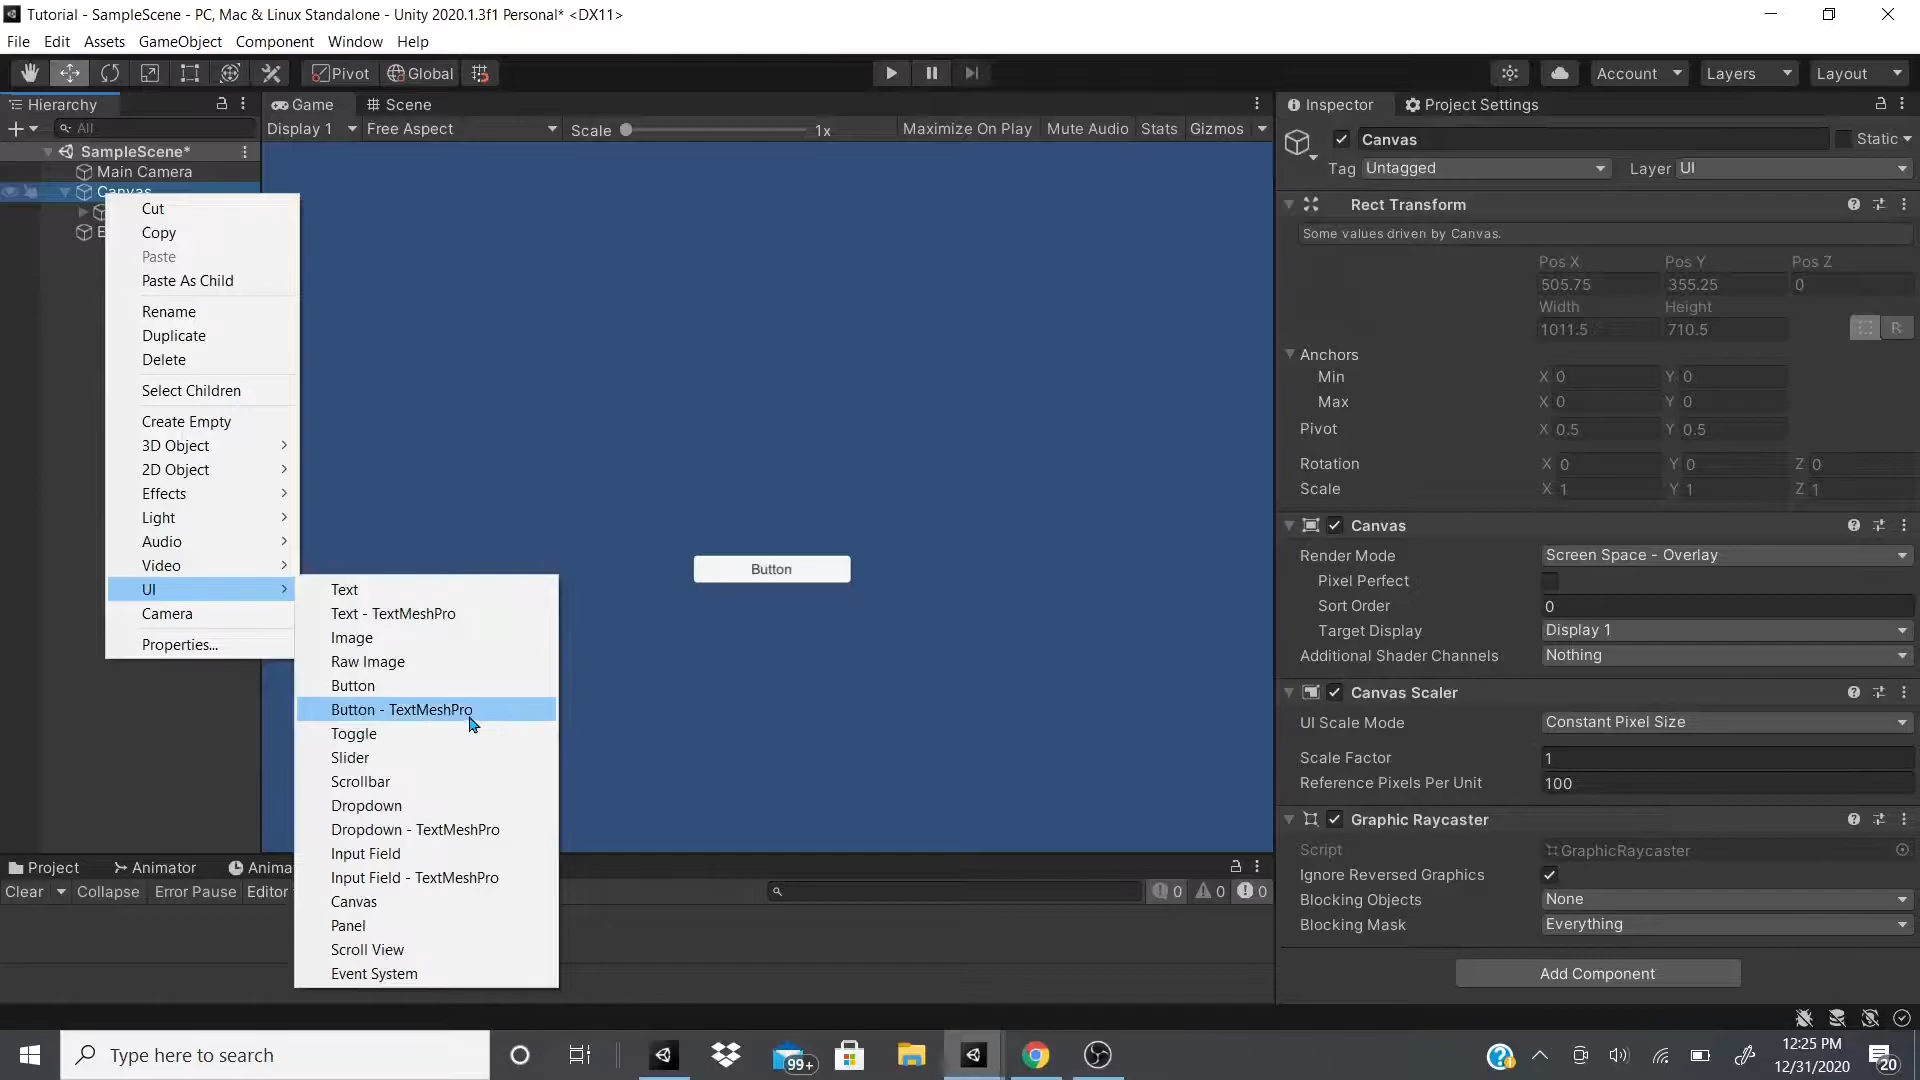 Tutorial - SampleScene - PC, Mac & Linux Standalone - Unity 2020.1.3f1 Personal* <DX11>
File Edit Assets GameObject Component Window Help
Pivot Global Account Layers Layout
Hierarchy
All
SampleScene*
Main Camera
Canvas
E
Cut
Copy
Paste
Paste As Child
Rename
Duplicate
Delete
Select Children
Create Empty
3D Object
2D Object
Effects
Light
Audio
Video
UI
Camera
Properties...
Text
Text - TextMeshPro
Image
Raw Image
Button
Button - TextMeshPro
Toggle
Slider
Scrollbar
Dropdown
Dropdown - TextMeshPro
Input Field
Input Field - TextMeshPro
Canvas
Panel
Scroll View
Event System
Game Scene
Display 1 Free Aspect Scale 1x Maximize On Play Mute Audio Stats Gizmos
Button
Inspector Project Settings
Canvas Static
Tag Untagged Layer UI
Rect Transform
Some values driven by Canvas.
Pos X Pos Y Pos Z
505.75 355.25 0
Width Height
1011.5 710.5 R
Anchors
Min X 0 Y 0
Max X 0 Y 0
Pivot X 0.5 Y 0.5
Rotation X 0 Y 0 Z 0
Scale X 1 Y 1 Z 1
Canvas
Render Mode Screen Space - Overlay
Pixel Perfect
Sort Order 0
Target Display Display 1
Additional Shader Channels Nothing
Canvas Scaler
UI Scale Mode Constant Pixel Size
Scale Factor 1
Reference Pixels Per Unit 100
Graphic Raycaster
Script GraphicRaycaster
Ignore Reversed Graphics
Blocking Objects None
Blocking Mask Everything
Add Component
Project Animator Anima
Clear Collapse Error Pause Editor 0 0 0
Type here to search 99+ 12:25 PM
12/31/2020 20